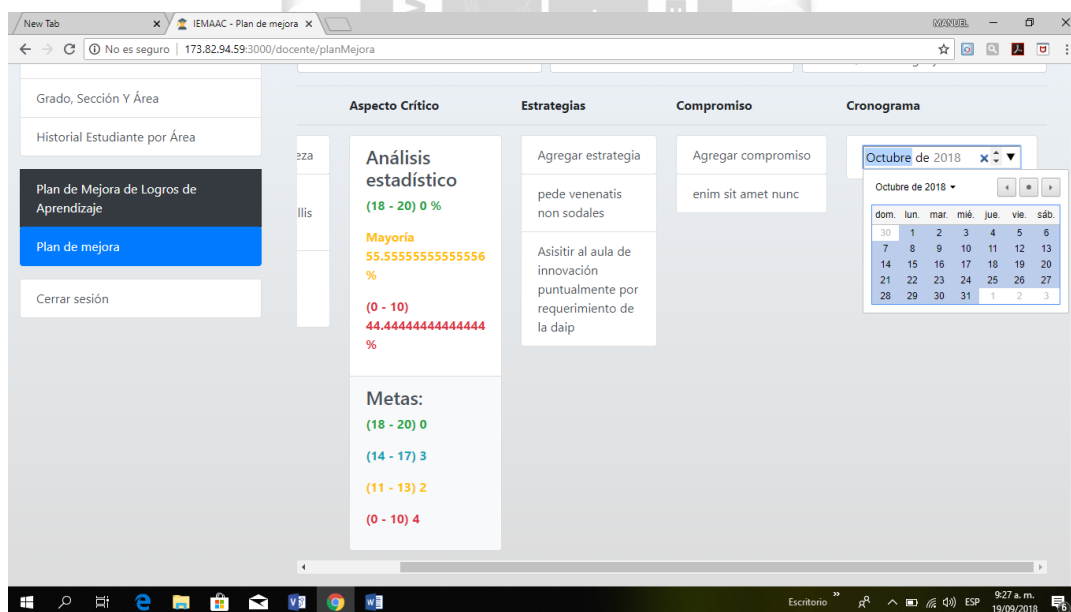 New Tab
IEMAAC - Plan de mejora
MANUEL
No es seguro | 173.82.94.59:3000/docente/planMejora
Grado, Sección Y Área
Historial Estudiante por Área
Plan de Mejora de Logros de
Aprendizaje
Plan de mejora
Cerrar sesión
Aspecto Crítico
Estrategias
Compromiso
Cronograma
eza
llis
Análisis
estadístico
(18 - 20) 0 %
Mayoría
55.55555555555556
%
(0 - 10)
44.44444444444444
%
Metas:
(18 - 20) 0
(14 - 17) 3
(11 - 13) 2
(0 - 10) 4
Agregar estrategia
pede venenatis
non sodales
Asisitir al aula de
innovación
puntualmente por
requerimiento de
la daip
Agregar compromiso
enim sit amet nunc
Octubre de 2018
Octubre de 2018
dom. lun. mar. mié. jue. vie. sáb.
30 1 2 3 4 5 6
7 8 9 10 11 12 13
14 15 16 17 18 19 20
21 22 23 24 25 26 27
28 29 30 31 1 2 3
Escritorio
ESP
9:27 a. m.
19/09/2018
6